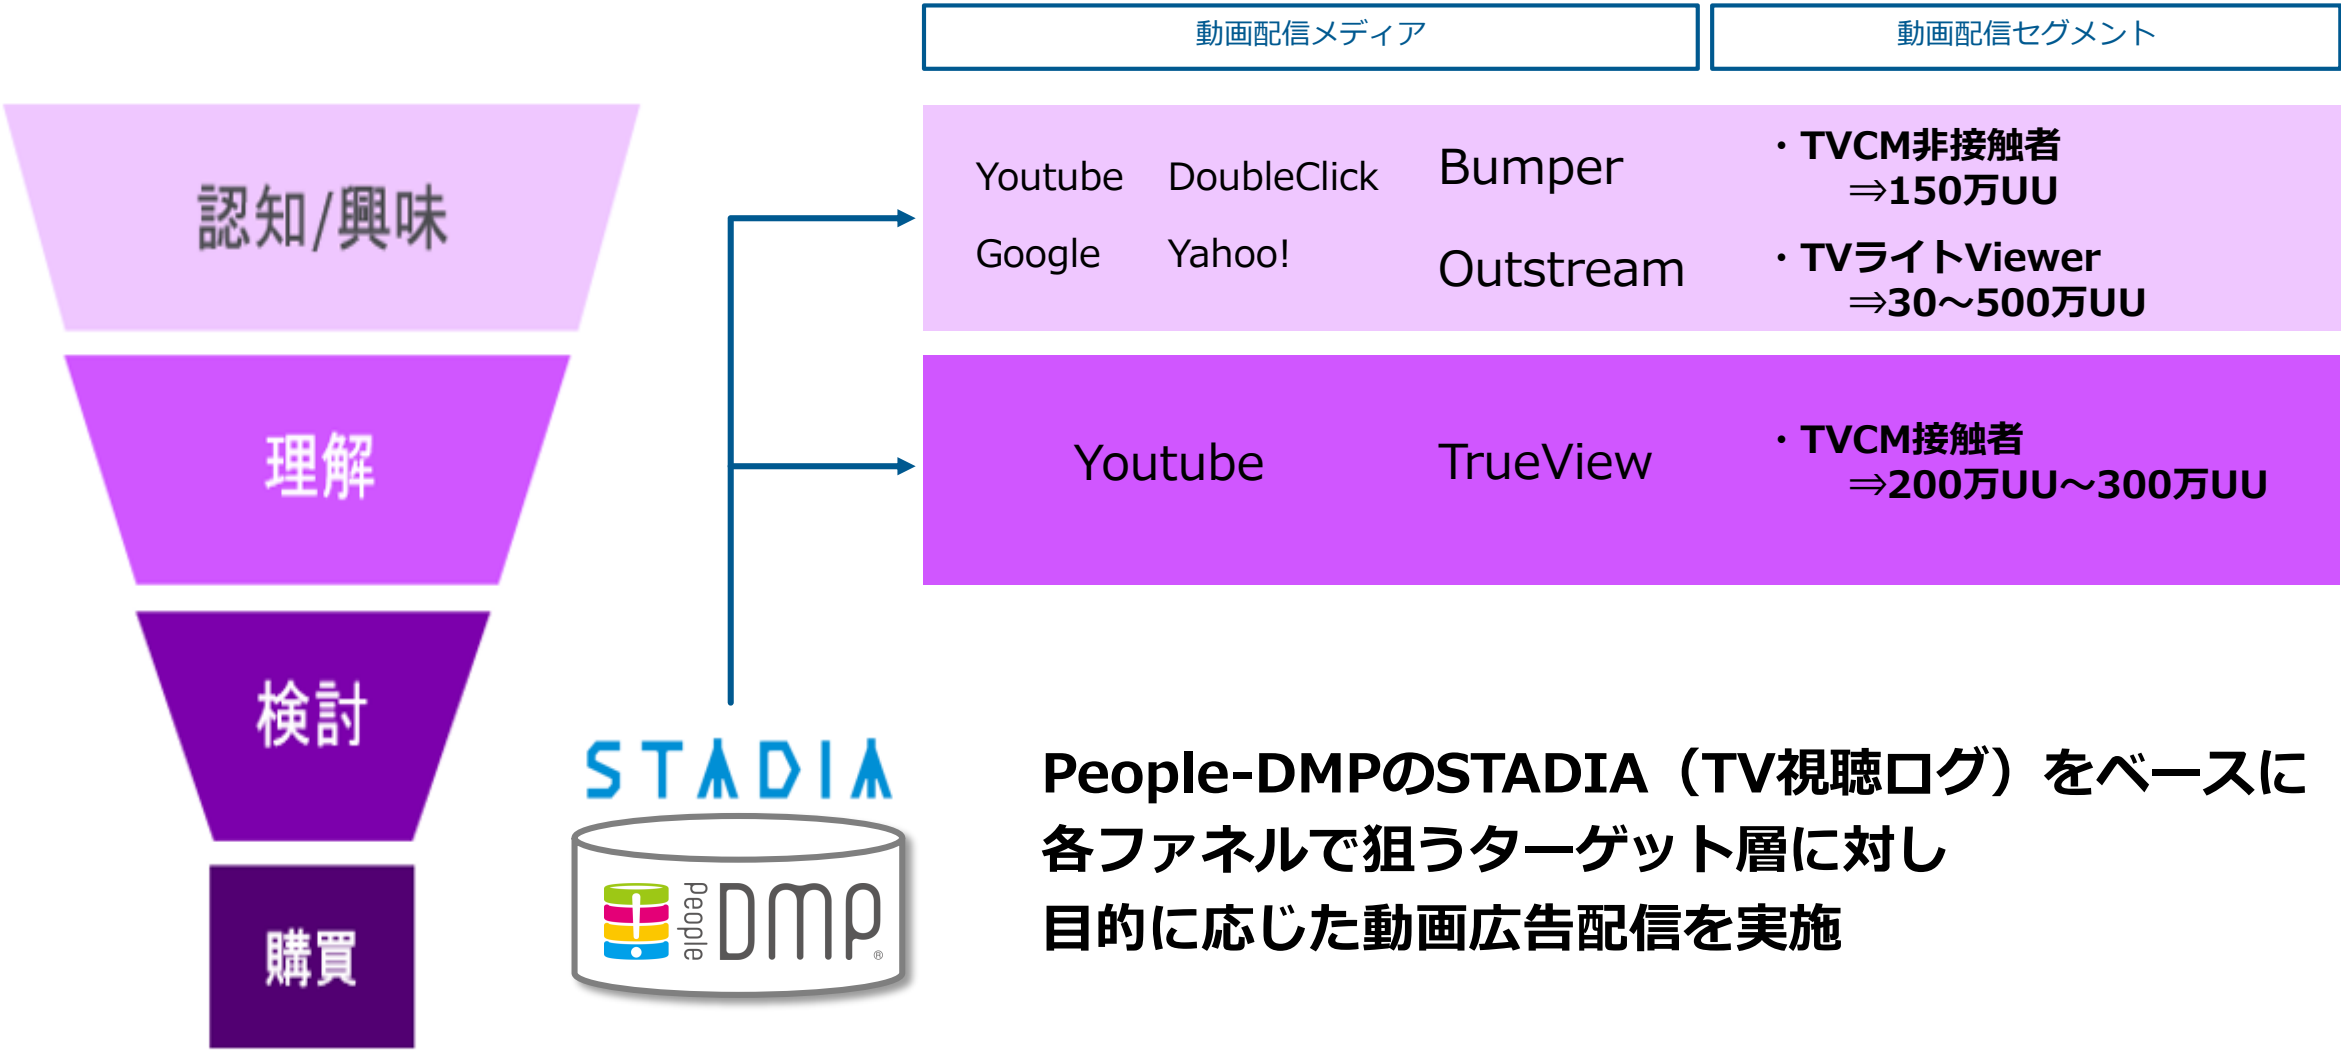 動画配信メディア
動画配信セグメント
認知/興味
Youtube DoubleClick
Google Yahoo!
Bumper
Outstream
・TVCM非接触者
⇒150万UU
・TVライトViewer
⇒30～500万UU
理解
Youtube
TrueView
・TVCM接触者
⇒200万UU～300万UU
検討
購買
STADIA
People DMP®
People-DMPのSTADIA（TV視聴ログ）をベースに
各ファネルで狙うターゲット層に対し
目的に応じた動画広告配信を実施